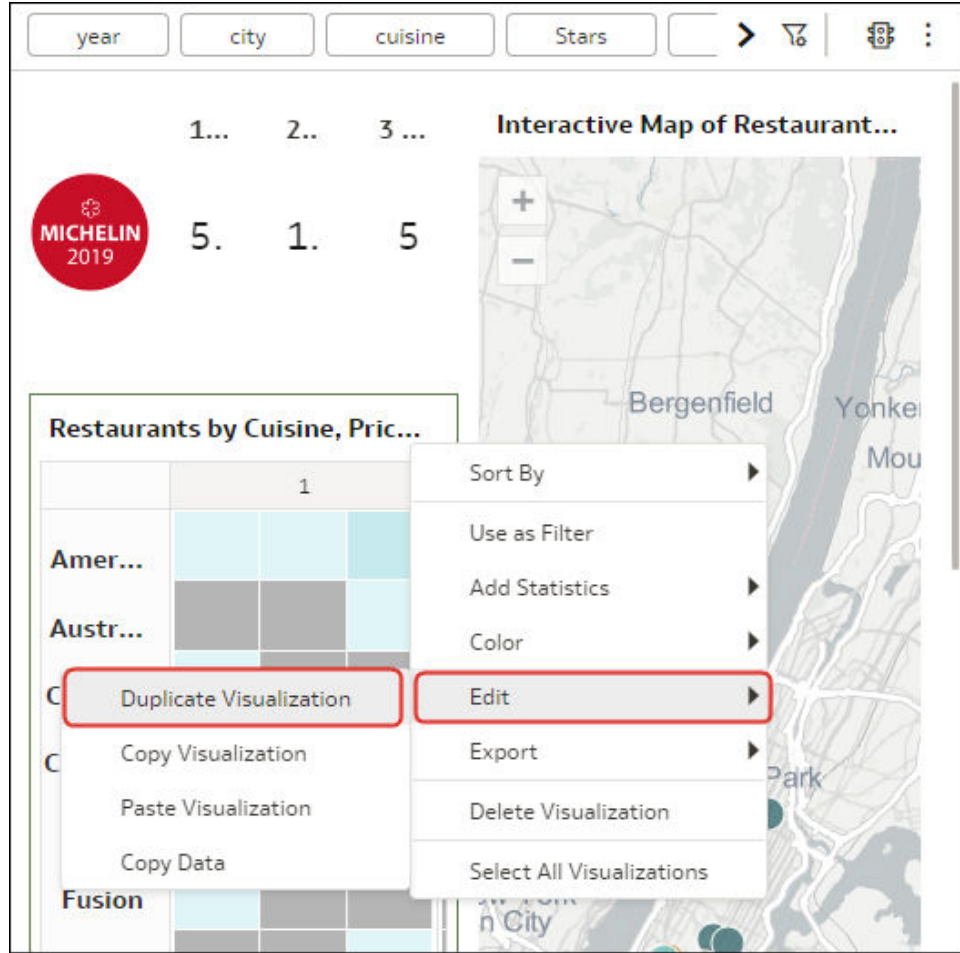 year city cuisine Stars
1... 2.. 3 ...
Interactive Map of Restaurant...
MICHELIN
2019
5. 1. 5
+
−
Bergenfield
Yonke
Mou
Restaurants by Cuisine, Pric...
1
Amer...
Austr...
C
C
Fusion
Sort By
Use as Filter
Add Statistics
Color
Edit
Export
Delete Visualization
Select All Visualizations
Duplicate Visualization
Copy Visualization
Paste Visualization
Copy Data
Park
n City